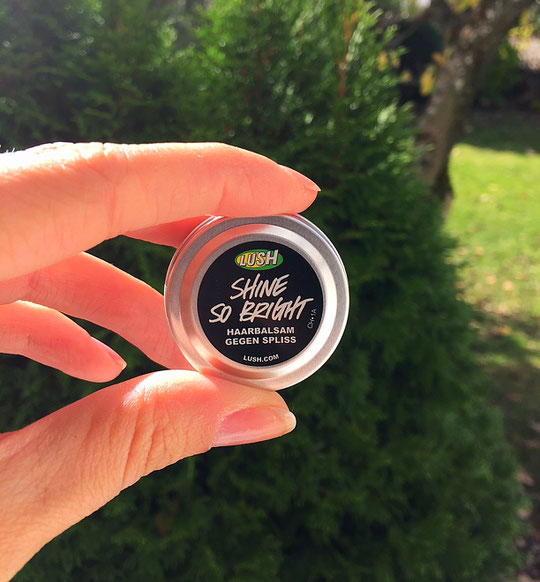 LUSH
SHINE
SO BRIGHT
HAARBALSAM
GEGEN SPLISS
LUSH.COM